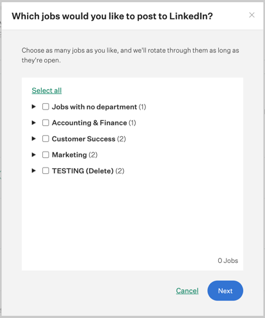 Which jobs would you like to post to LinkedIn?
Choose as many jobs as you like, and we'll rotate through them as long as
they're open.
Select all
Jobs with no department (1)
Accounting & Finance (1)
Customer Success (2)
Marketing (2)
TESTING (Delete) (2)
0 Jobs
Cancel
Next